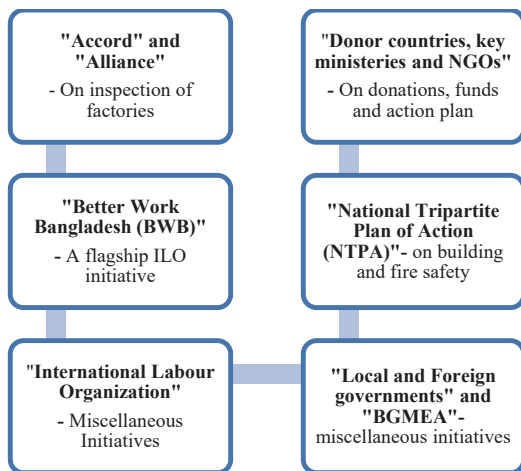 "Accord" and
"Alliance"
- On inspection of
factories
"Better Work
Bangladesh (BWB)"
- A flagship ILO
initiative
"International Labour
Organization"
- Miscellaneous
Initiatives
"Local and Foreign
governments" and
"BGMEA"-
miscellaneous initiatives
"National Tripartite
Plan of Action
(NTPA)"- on building
and fire safety
"Donor countries, key
ministries and NGOs"
- On donations, funds
and action plan